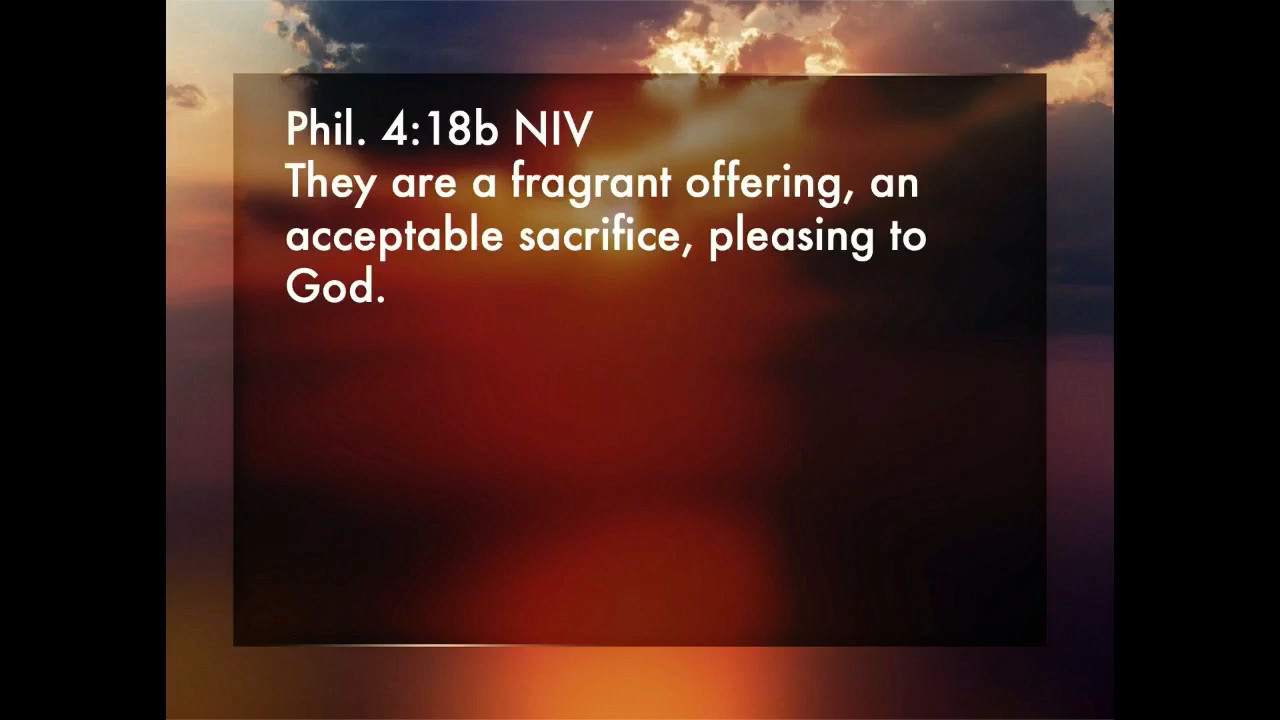 Phil. 4:18b NIV
They are a fragrant offering, an
acceptable sacrifice, pleasing to
God.